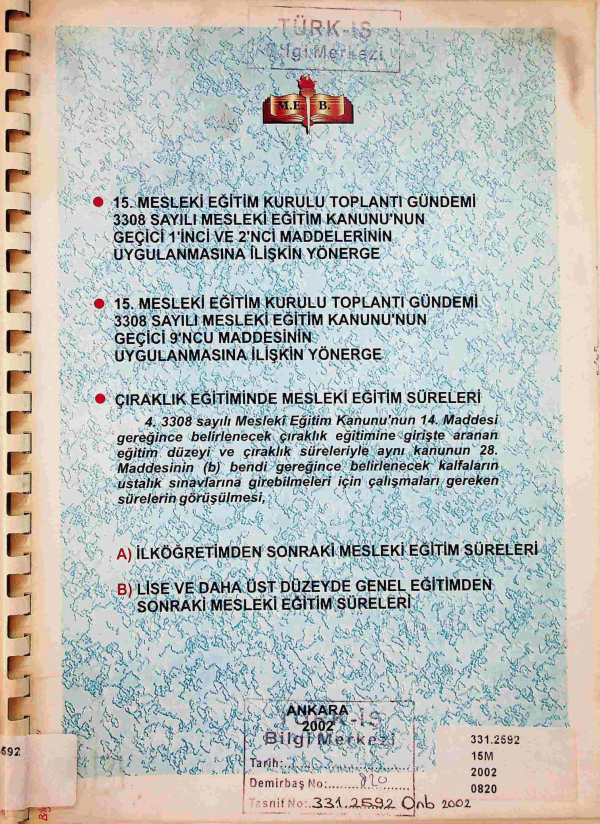 TÜRK-İŞ
Bilgi Merkezi
M.E. B.
15. MESLEKİ EĞİTİM KURULU TOPLANTI GÜNDEMİ
3308 SAYILI MESLEKİ EĞİTİM KANUNU'NUN
GEÇİCİ 1'İNCİ VE 2'NCİ MADDELERİNİN
UYGULANMASINA İLİŞKİN YÖNERGE
15. MESLEKİ EĞİTİM KURULU TOPLANTI GÜNDEMİ
3308 SAYILI MESLEKİ EĞİTİM KANUNU'NUN
GEÇİCİ 9'NCU MADDESİNİN
UYGULANMASINA İLİŞKİN YÖNERGE
ÇIRAKLIK EĞİTİMİNDE MESLEKİ EĞİTİM SÜRELERİ
4. 3308 sayılı Mesleki Eğitim Kanunu'nun 14. Maddesi
gereğince belirlenecek çıraklık eğitimine girişte aranan
eğitim düzeyi ve çıraklık süreleriyle aynı kanunun 28.
Maddesinin (b) bendi gereğince belirlenecek kalfaların
ustalık sınavlarına girebilmeleri için çalışmaları gereken
sürelerin görüşülmesi,
A) İLKÖĞRETİMDEN SONRAKİ MESLEKİ EĞİTİM SÜRELERİ
B) LİSE VE DAHA ÜST DÜZEYDE GENEL EĞİTİMDEN
SONRAKİ MESLEKİ EĞİTİM SÜRELERİ
ANKARA
2002
TÜRK-İŞ
Bilgi Merkezi
Tarih:
Demirbaş No: 820
Tasnif No: 331.2592 Onb 2002
592
331.2592
15M
2002
0820